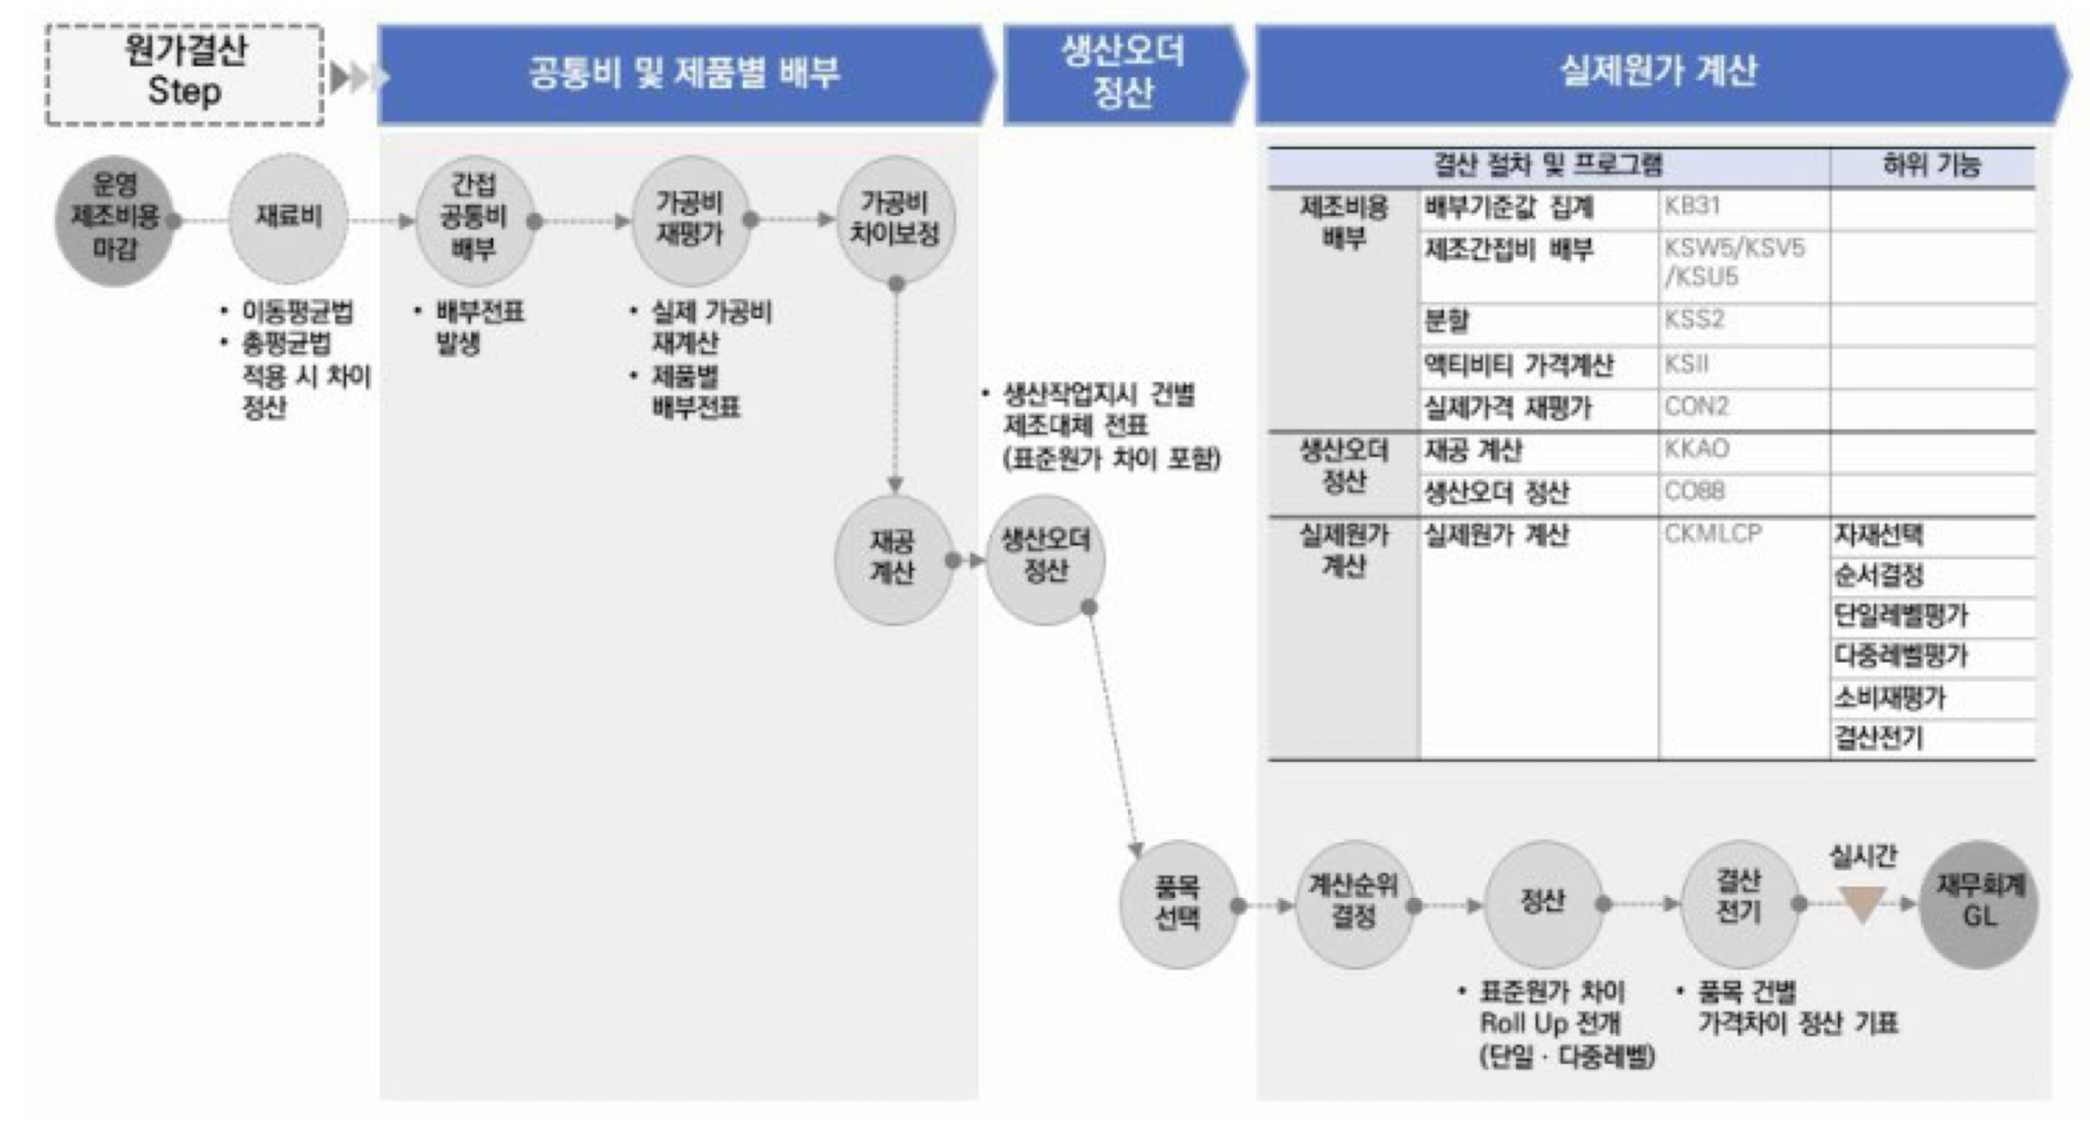 원가결산
Step
공통비 및 제품별 배부
생산오더
정산
실제원가 계산
운영
제조비용
마감
재료비
간접
공통비
배부
가공비
재평가
가공비
차이보정
• 이동평균법
• 총평균법
적용 시 차이
정산
• 배부전표
발생
• 실제 가공비
재계산
• 제품별
배부전표
• 생산작업지시 건별
제조대체 전표
(표준원가 차이 포함)
재공
계산
생산오더
정산
결산 절차 및 프로그램 하위 기능
제조비용
배부
배부기준값 집계 KB31
제조간접비 배부 KSW5/KSV5
/KSU5
분할 KSS2
액티비티 가격계산 KSII
실제가격 재평가 CON2
생산오더
정산
재공 계산 KKAO
생산오더 정산 CO88
실제원가
계산
실제원가 계산 CKMLCP 자재선택
순서결정
단일레벨평가
다중레벨평가
소비재평가
결산전기
품목
선택
계산순위
결정
정산
결산
전기
실시간
재무회계
GL
• 표준원가 차이
Roll Up 전개
(단일 · 다중레벨)
• 품목 건별
가격차이 정산 기표